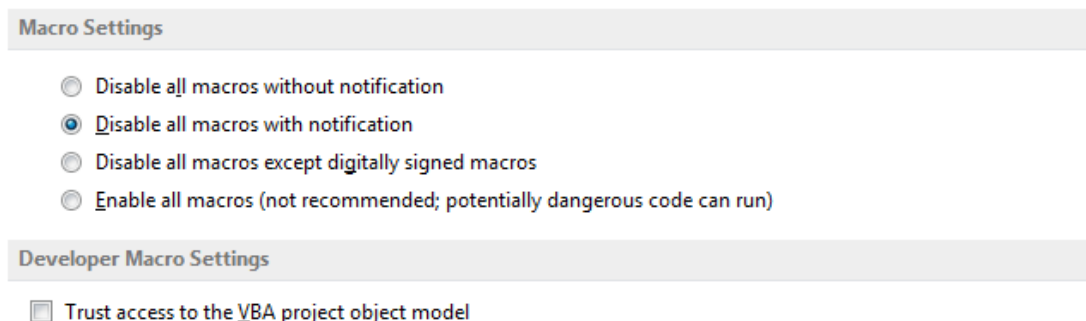 Macro Settings
Disable all macros without notification
Disable all macros with notification
Disable all macros except digitally signed macros
Enable all macros (not recommended; potentially dangerous code can run)
Developer Macro Settings
Trust access to the VBA project object model